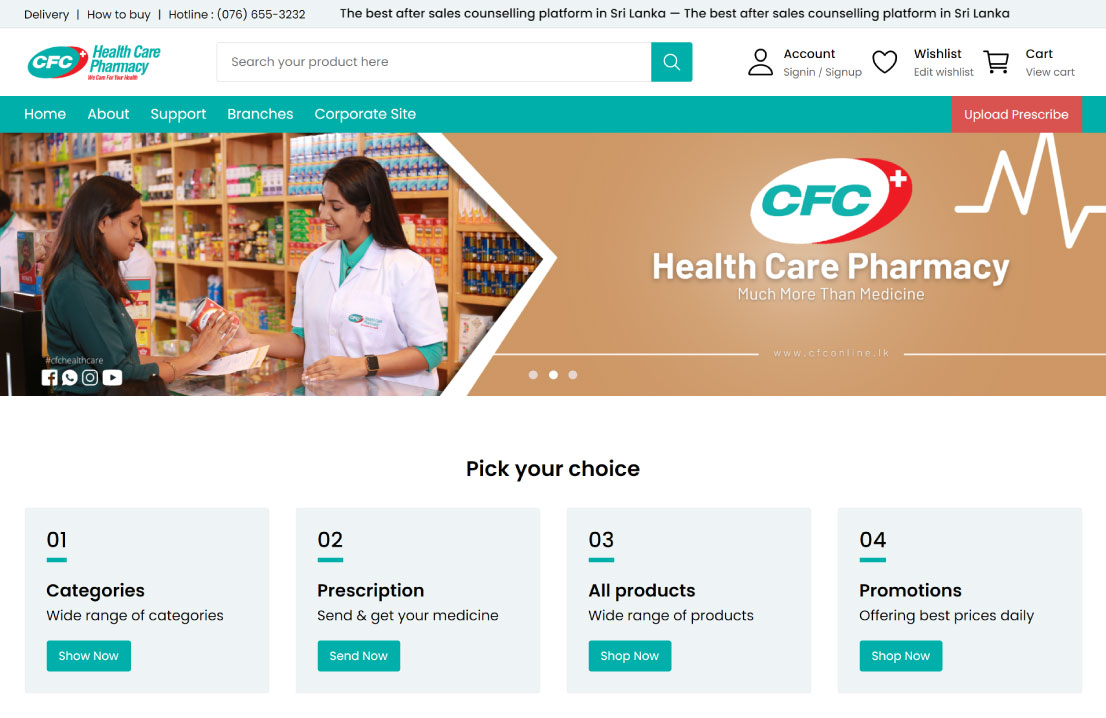 Delivery | How to buy | Hotline : (076) 655-3232
The best after sales counselling platform in Sri Lanka — The best after sales counselling platform in Sri Lanka
CFC Health Care
Pharmacy
We Care For Your Health
Search your product here
Account
Signin / Signup
Wishlist
Edit wishlist
Cart
View cart
Home About Support Branches Corporate Site
Upload Prescribe
CFC
Health Care Pharmacy
Much More Than Medicine
www.cfconline.lk
#cfchealthcare
Pick your choice
01
Categories
Wide range of categories
Show Now
02
Prescription
Send & get your medicine
Send Now
03
All products
Wide range of products
Shop Now
04
Promotions
Offering best prices daily
Shop Now